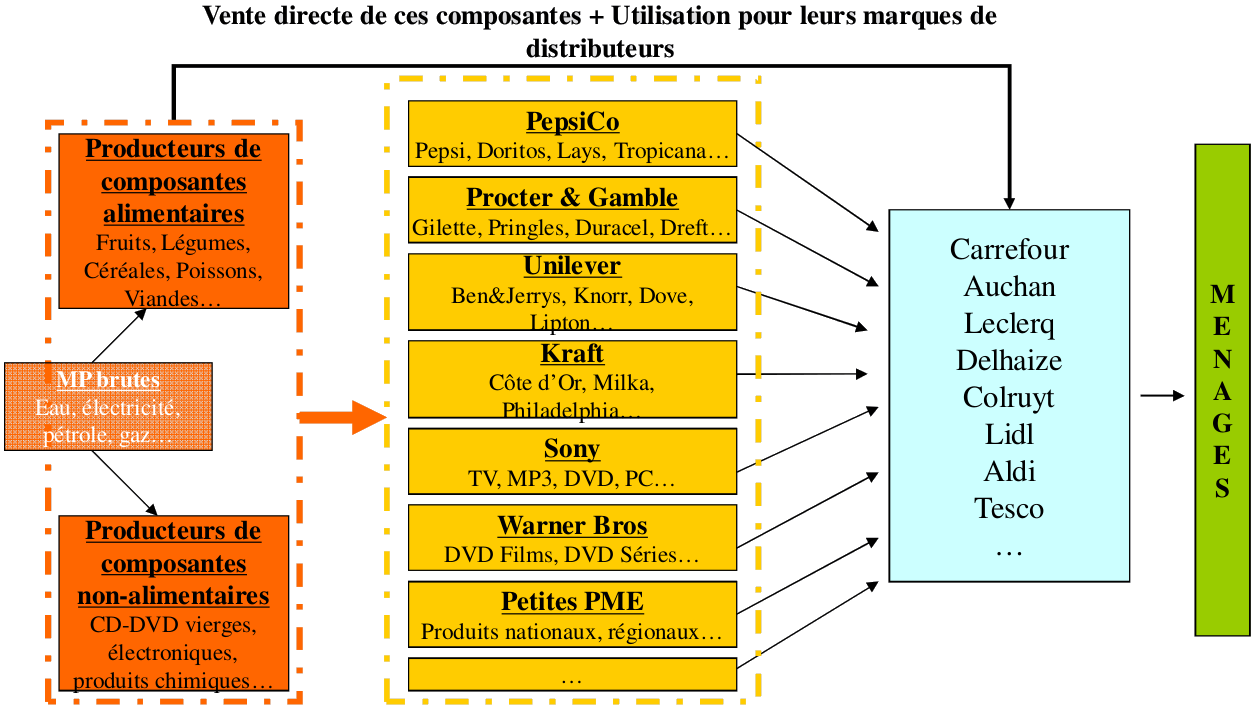 Vente directe de ces composantes + Utilisation pour leurs marques de
distributeurs
Producteurs de
composantes
alimentaires
Fruits, Légumes,
Céréales, Poissons,
Viandes…
MP brutes
Eau, électricité,
pétrole, gaz…
Producteurs de
composantes
non-alimentaires
CD-DVD vierges,
électroniques,
produits chimiques…
PepsiCo
Pepsi, Doritos, Lays, Tropicana…
Procter & Gamble
Gilette, Pringles, Duracel, Dreft…
Unilever
Ben&Jerrys, Knorr, Dove,
Lipton…
Kraft
Côte d’Or, Milka,
Philadelphia…
Sony
TV, MP3, DVD, PC…
Warner Bros
DVD Films, DVD Séries…
Petites PME
Produits nationaux, régionaux…
…
Carrefour
Auchan
Leclerq
Delhaize
Colruyt
Lidl
Aldi
Tesco
…
M
E
N
A
G
E
S